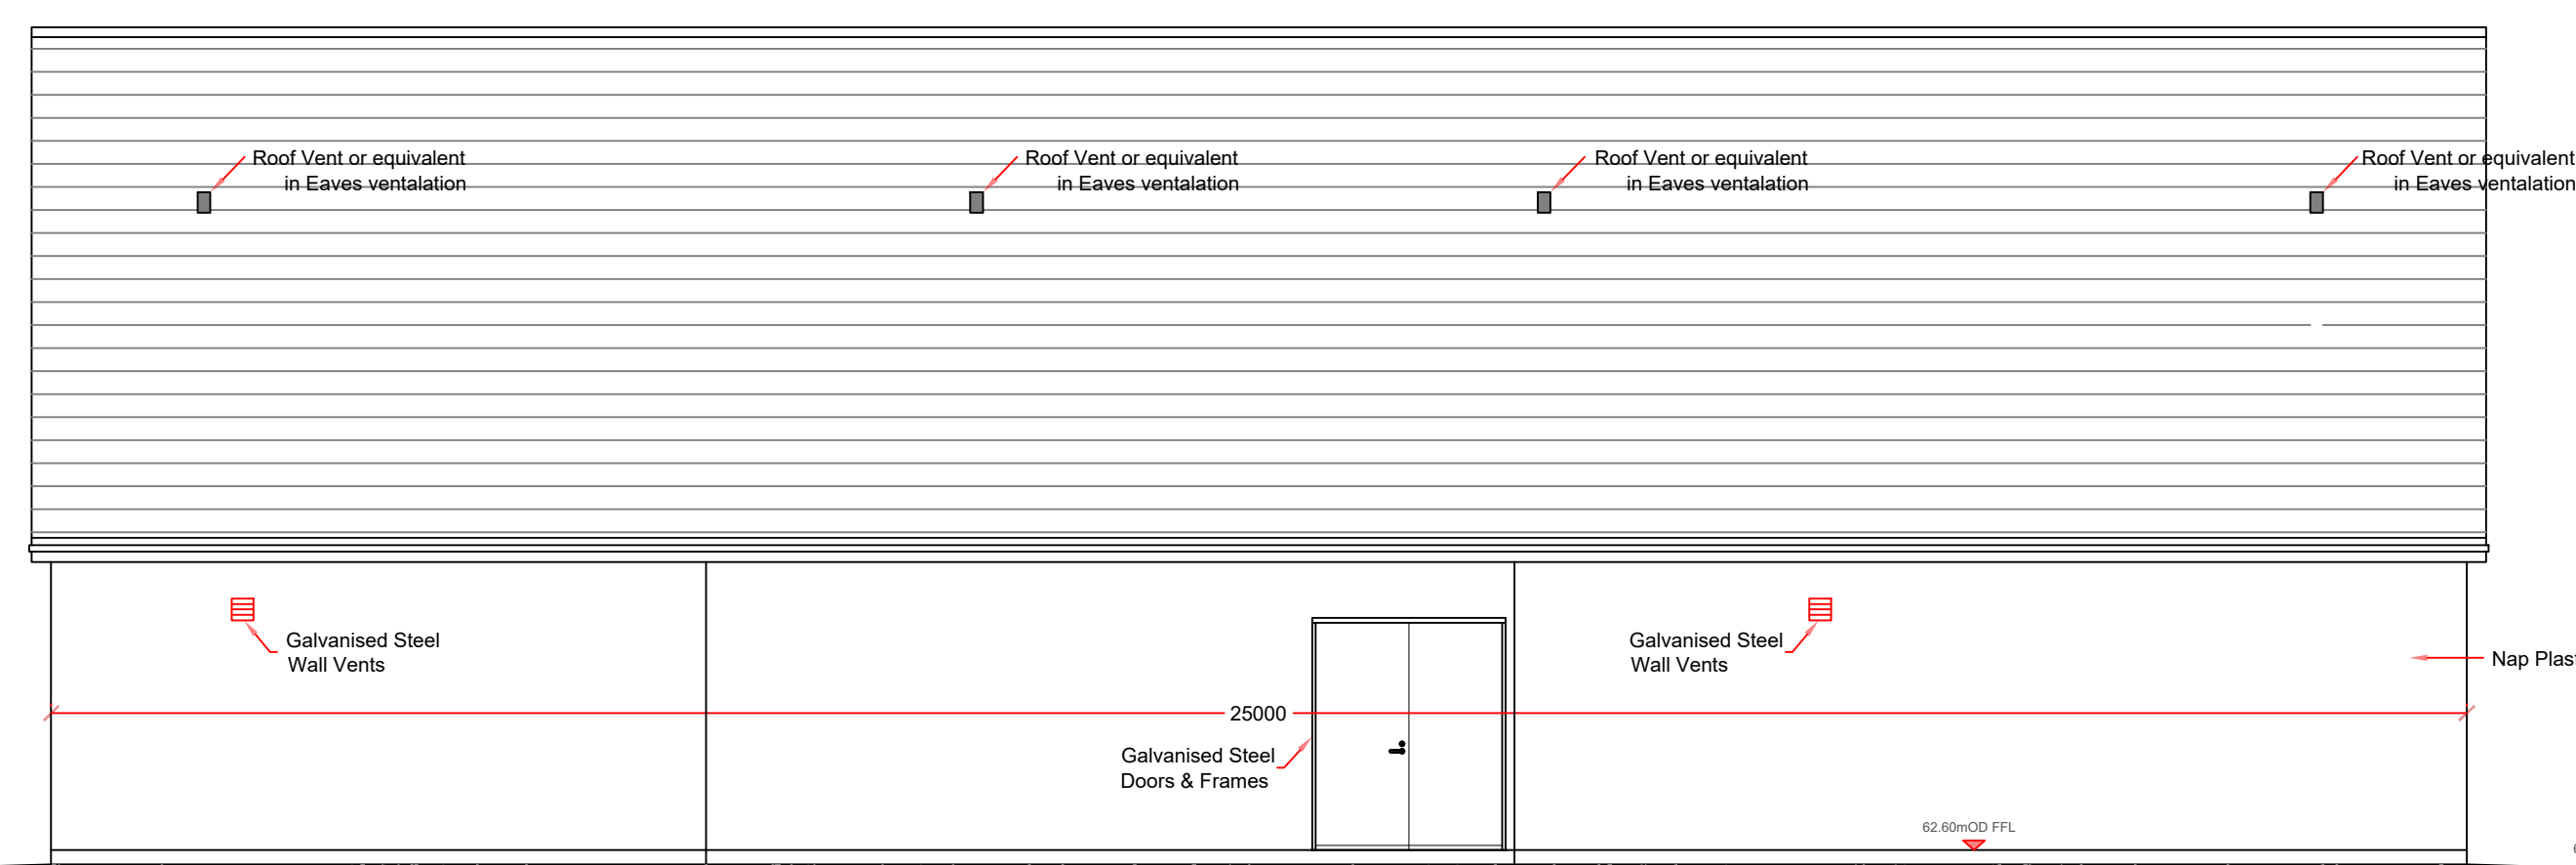 Roof Vent or equivalent
in Eaves ventalation
Roof Vent or equivalent
in Eaves ventalation
Roof Vent or equivalent
in Eaves ventalation
Roof Vent or equivalent
in Eaves ventalation
Galvanised Steel
Wall Vents
Galvanised Steel
Wall Vents
Nap
25000
Galvanised Steel
Doors & Frames
62.60mOD FFL